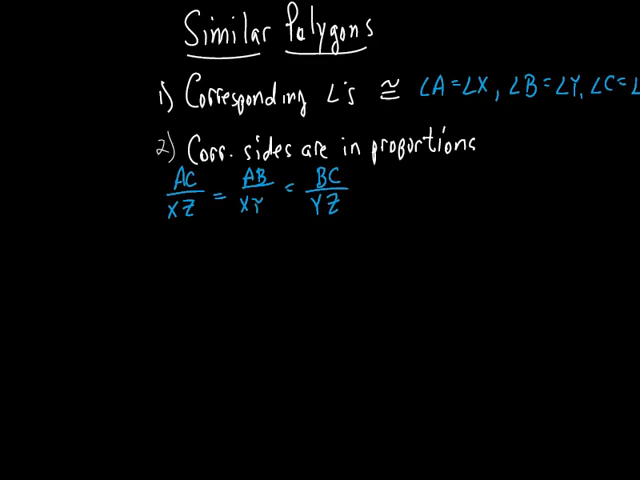 Similar Polygons
1) Corresponding ∠'s ≅ ∠A=∠X, ∠B=∠Y, ∠C=∠
2) Corr. sides are in proportions
AC/XZ = AB/XY = BC/YZ